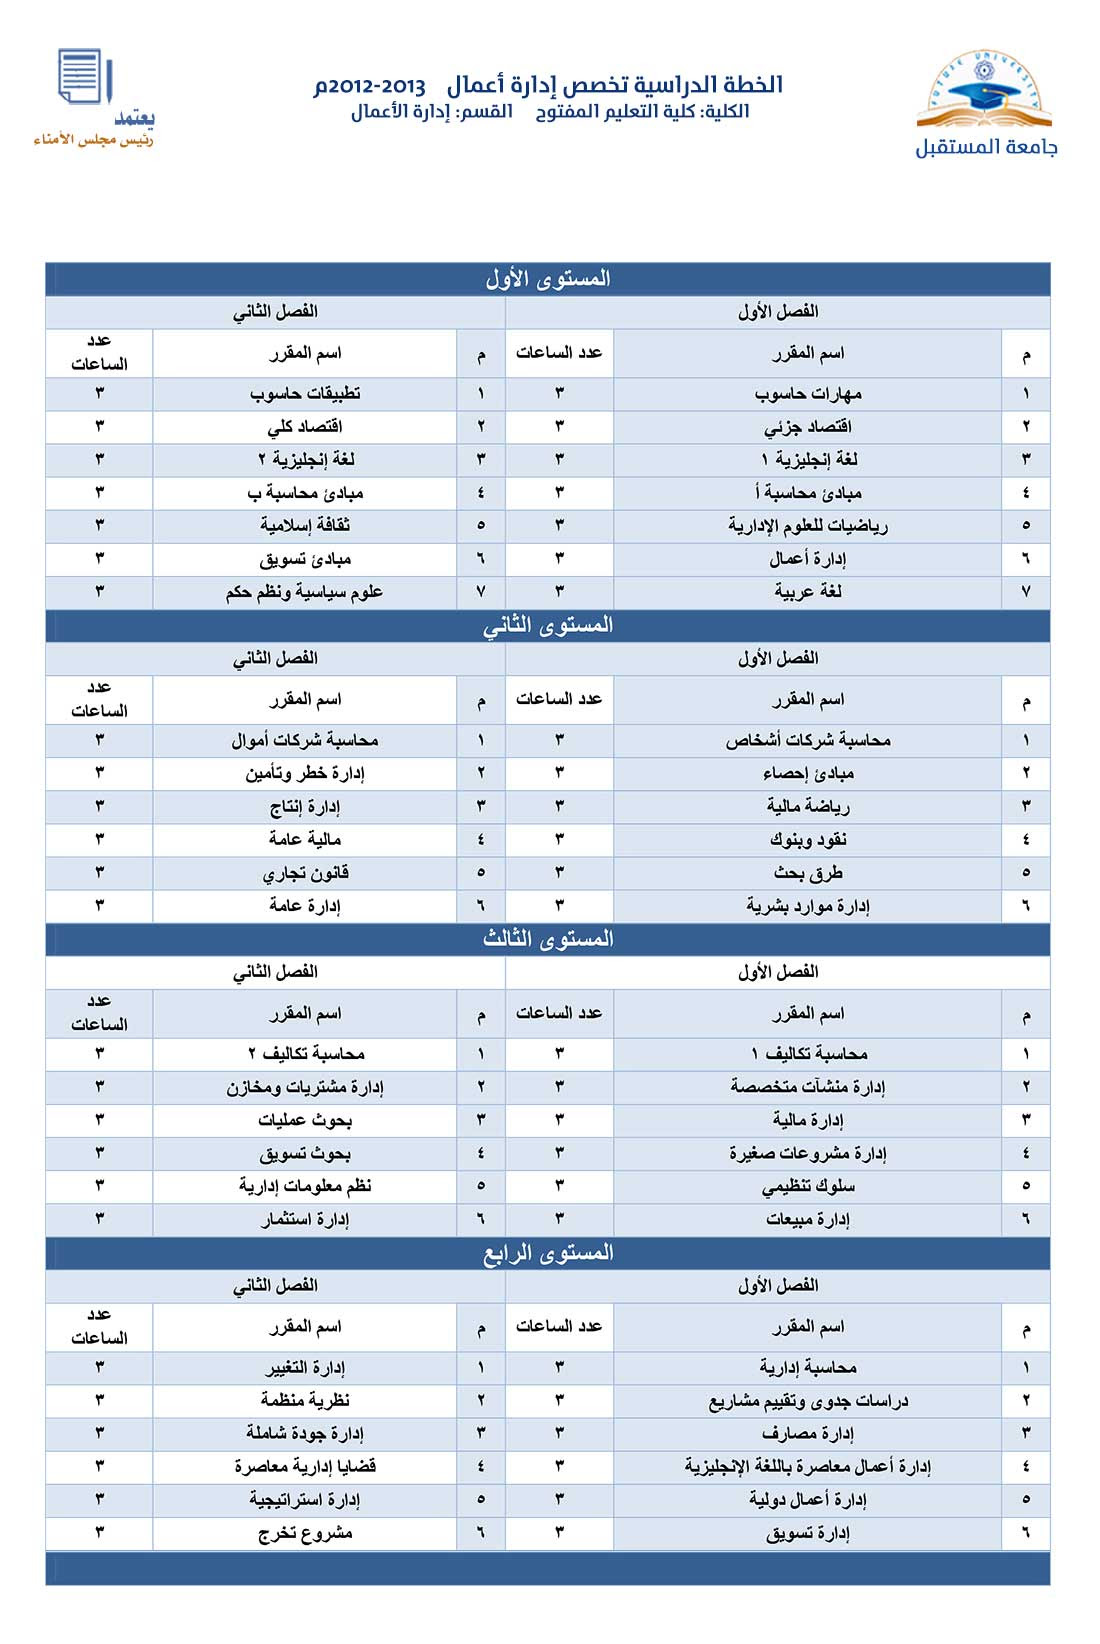 الخطة الدراسية تخصص إدارة أعمال 2013-2012م
الكلية: كلية التعليم المفتوح القسم: إدارة الأعمال
FUTURE UNIVERSITY
جامعة المستقبل
يعتمد
رئيس مجلس الأمناء
المستوى الأول
الفصل الأول الفصل الثاني
م اسم المقرر عدد الساعات م اسم المقرر عدد الساعات
١ مهارات حاسوب ٣ ١ تطبيقات حاسوب ٣
٢ اقتصاد جزئي ٣ ٢ اقتصاد كلي ٣
٣ لغة إنجليزية ١ ٣ ٣ لغة إنجليزية ٢ ٣
٤ مبادئ محاسبة أ ٣ ٤ مبادئ محاسبة ب ٣
٥ رياضيات للعلوم الإدارية ٣ ٥ ثقافة إسلامية ٣
٦ إدارة أعمال ٣ ٦ مبادئ تسويق ٣
٧ لغة عربية ٣ ٧ علوم سياسية ونظم حكم ٣
المستوى الثاني
الفصل الأول الفصل الثاني
م اسم المقرر عدد الساعات م اسم المقرر عدد الساعات
١ محاسبة شركات أشخاص ٣ ١ محاسبة شركات أموال ٣
٢ مبادئ إحصاء ٣ ٢ إدارة خطر وتأمين ٣
٣ رياضة مالية ٣ ٣ إدارة إنتاج ٣
٤ نقود وبنوك ٣ ٤ مالية عامة ٣
٥ طرق بحث ٣ ٥ قانون تجاري ٣
٦ إدارة موارد بشرية ٣ ٦ إدارة عامة ٣
المستوى الثالث
الفصل الأول الفصل الثاني
م اسم المقرر عدد الساعات م اسم المقرر عدد الساعات
١ محاسبة تكاليف ١ ٣ ١ محاسبة تكاليف ٢ ٣
٢ إدارة منشآت متخصصة ٣ ٢ إدارة مشتريات ومخازن ٣
٣ إدارة مالية ٣ ٣ بحوث عمليات ٣
٤ إدارة مشروعات صغيرة ٣ ٤ بحوث تسويق ٣
٥ سلوك تنظيمي ٣ ٥ نظم معلومات إدارية ٣
٦ إدارة مبيعات ٣ ٦ إدارة استثمار ٣
المستوى الرابع
الفصل الأول الفصل الثاني
م اسم المقرر عدد الساعات م اسم المقرر عدد الساعات
١ محاسبة إدارية ٣ ١ إدارة التغيير ٣
٢ دراسات جدوى وتقييم مشاريع ٣ ٢ نظرية منظمة ٣
٣ إدارة مصارف ٣ ٣ إدارة جودة شاملة ٣
٤ إدارة أعمال معاصرة باللغة الإنجليزية ٣ ٤ قضايا إدارية معاصرة ٣
٥ إدارة أعمال دولية ٣ ٥ إدارة استراتيجية ٣
٦ إدارة تسويق ٣ ٦ مشروع تخرج ٣